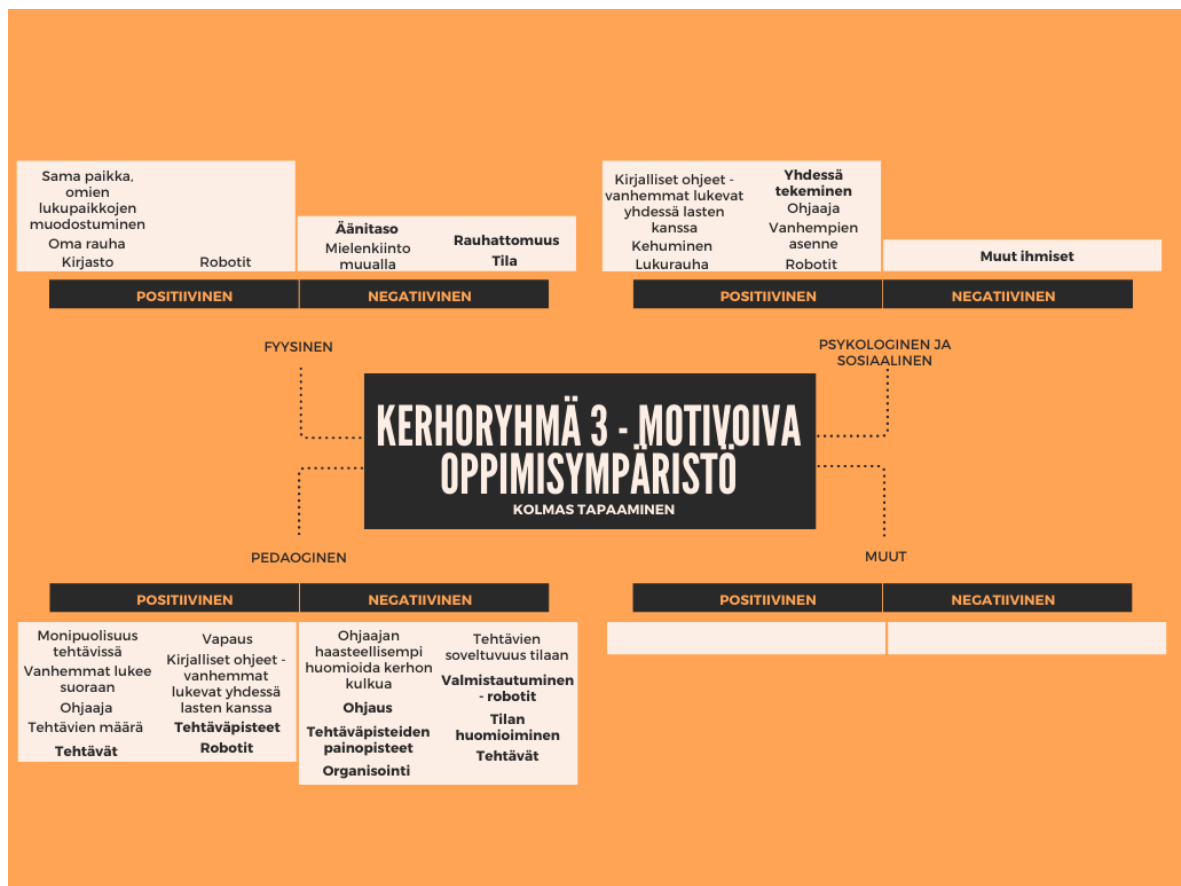 Sama paikka,
omien
lukupaikkojen
muodostuminen
Oma rauha
Kirjasto
Robotit
Äänitaso
Mielenkiinto
muualla
Rauhattomuus
Tila
POSITIIVINEN
NEGATIIVINEN
FYYSINEN
Kirjalliset ohjeet -
vanhemmat lukevat
yhdessä lasten
kanssa
Kehuminen
Lukurauha
Yhdessä
tekeminen
Ohjaaja
Vanhempien
asenne
Robotit
Muut ihmiset
POSITIIVINEN
NEGATIIVINEN
PSYKOLOGINEN JA
SOSIAALINEN
KERHORYHMÄ 3 - MOTIVOIVA
OPPIMISYMPÄRISTÖ
KOLMAS TAPAAMINEN
PEDAOGINEN
POSITIIVINEN
NEGATIIVINEN
Monipuolisuus
tehtävissä
Vanhemmat lukee
suoraan
Ohjaaja
Tehtävien määrä
Tehtävät
Vapaus
Kirjalliset ohjeet -
vanhemmat
lukevat yhdessä
lasten kanssa
Tehtäväpisteet
Robotit
Ohjaajan
haasteellisempi
huomioida kerhon
kulkua
Ohjaus
Tehtäväpisteiden
painopisteet
Organisointi
Tehtävien
soveltuvuus tilaan
Valmistautuminen
- robotit
Tilan
huomioiminen
Tehtävät
MUUT
POSITIIVINEN
NEGATIIVINEN